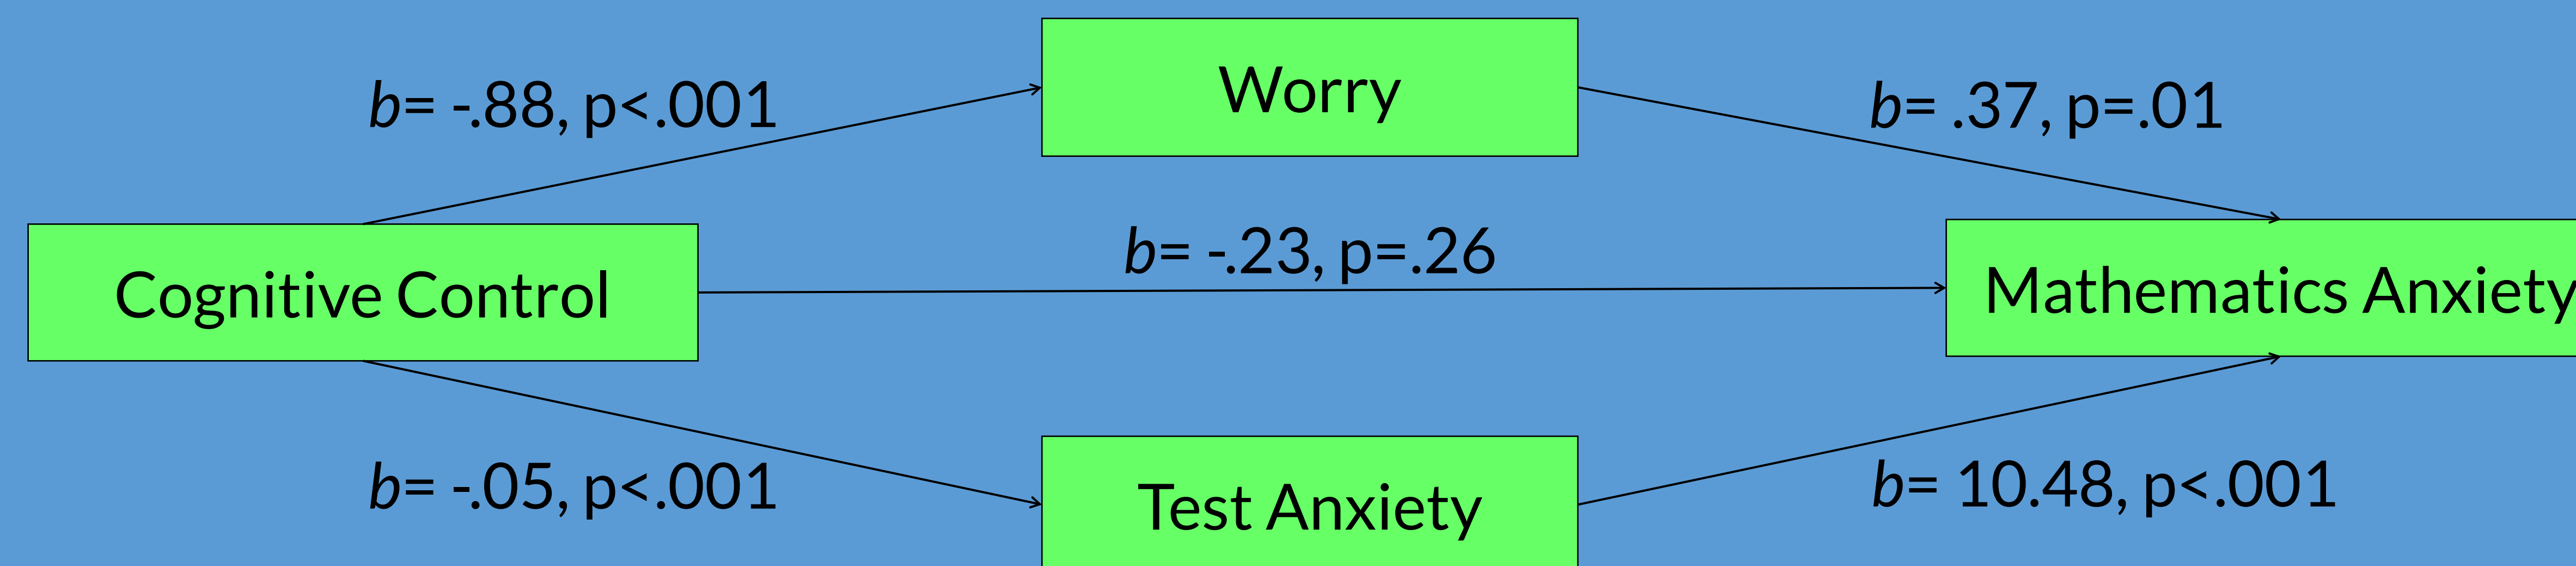 Worry
b= -.88, p<.001
b= .37, p=.01
b= -.23, p=.26
Cognitive Control
Mathematics Anxiety
b= -.05, p<.001
b= 10.48, p<.001
Test Anxiety